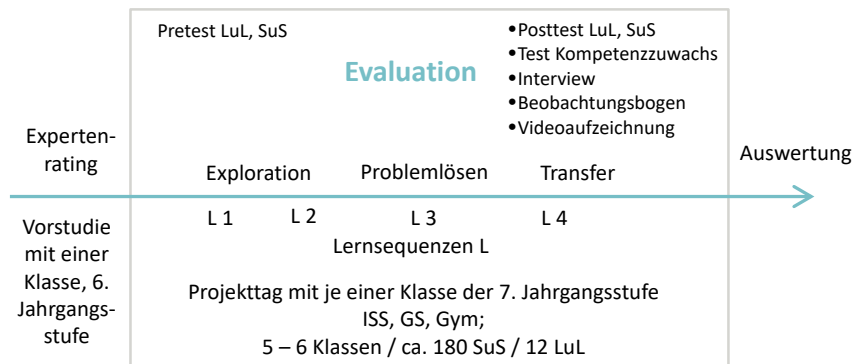 Pretest LuL, SuS
•Posttest LuL, SuS
•Test Kompetenzzuwachs
•Interview
•Beobachtungsbogen
•Videoaufzeichnung
Evaluation
Experten-
rating
Auswertung
Exploration
Problemlösen
Transfer
L 1
L 2
L 3
L 4
Lernsequenzen L
Vorstudie
mit einer
Klasse, 6.
Jahrgangs-
stufe
Projekttag mit je einer Klasse der 7. Jahrgangsstufe
ISS, GS, Gym;
5 – 6 Klassen / ca. 180 SuS / 12 LuL